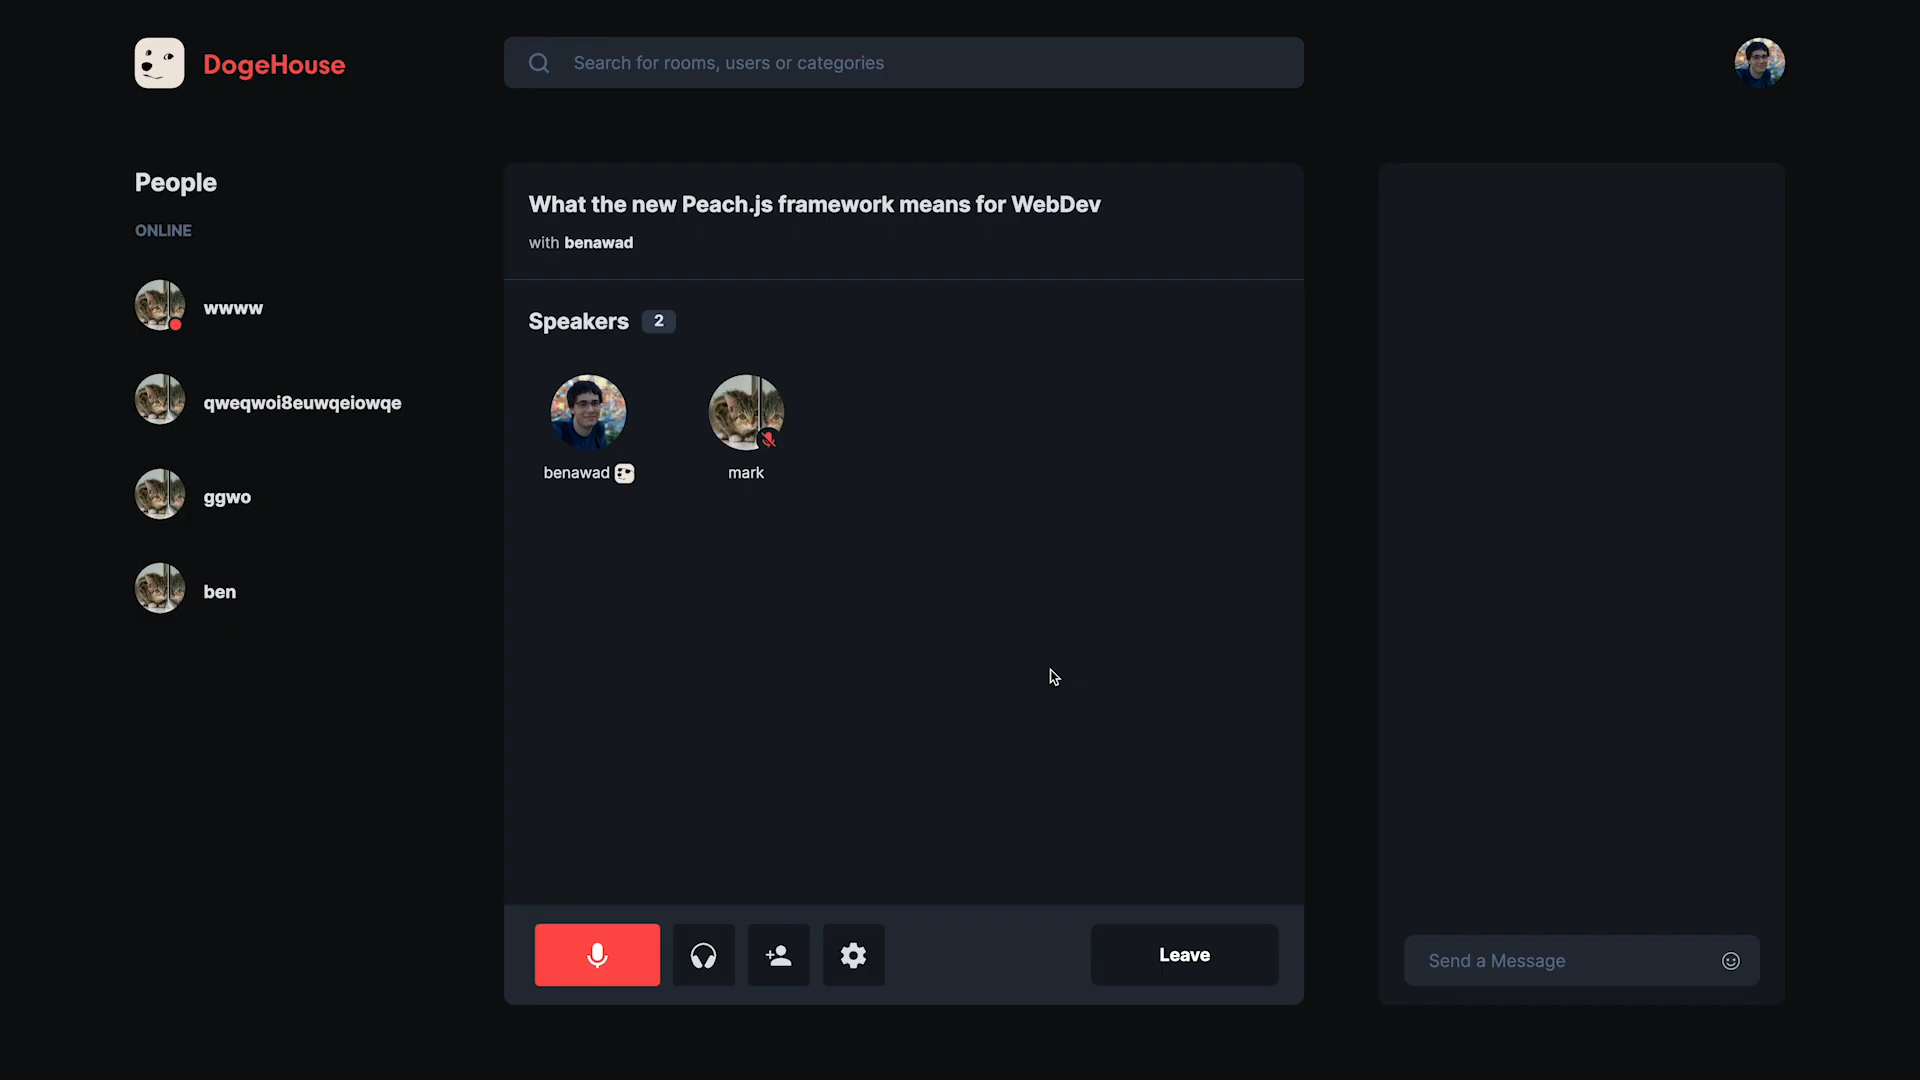 DogeHouse
Search for rooms, users or categories
People
ONLINE
wwww
qweqwoi8euwqeiowqe
ggwo
ben
What the new Peach.js framework means for WebDev
with benawad
Speakers 2
benawad
mark
Leave
Send a Message